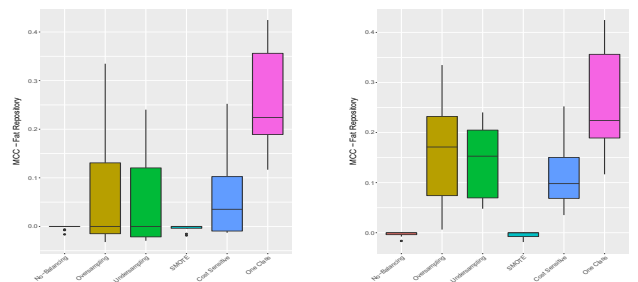 MCC - Fat Repository
0.4
0.3
0.2
0.1
0.0
No-Balancing
Oversampling
Undersampling
SMOTE
Cost Sensitive
One Class
MCC - Fat Repository
0.4
0.3
0.2
0.1
0.0
No-Balancing
Oversampling
Undersampling
SMOTE
Cost Sensitive
One Class